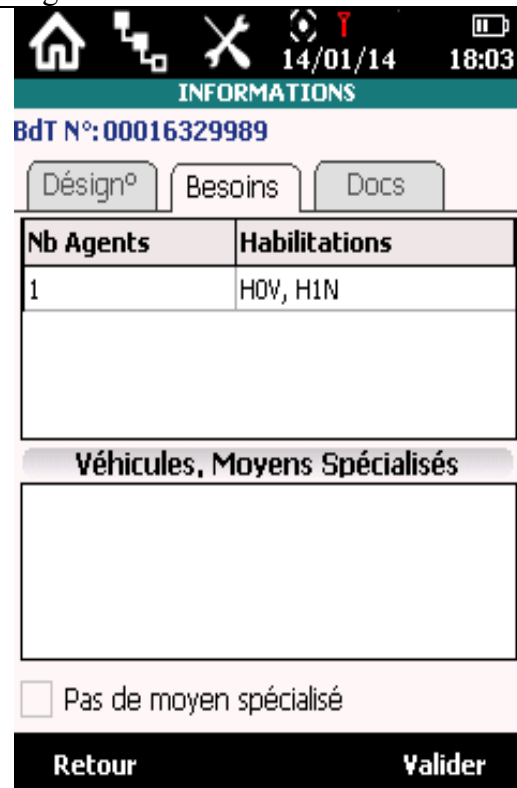 14/01/14 18:03
INFORMATIONS
BdT N°: 00016329989
Désign° Besoins Docs
Nb Agents Habilitations
1 H0V, H1N
Véhicules, Moyens Spécialisés
Pas de moyen spécialisé
Retour Valider